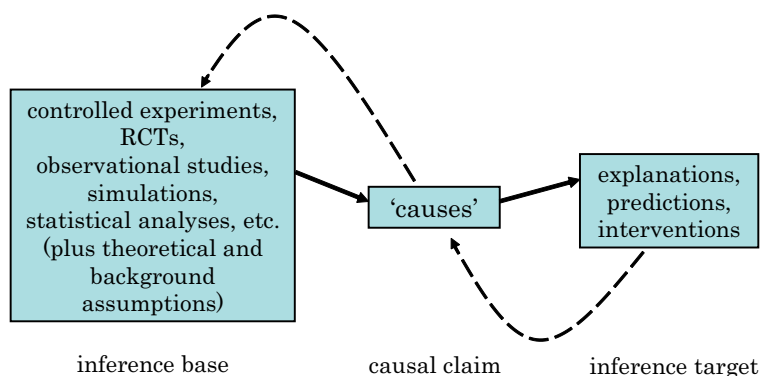 controlled experiments,
RCTs,
observational studies,
simulations,
statistical analyses, etc.
(plus theoretical and
background
assumptions)
‘causes’
explanations,
predictions,
interventions
inference base
causal claim
inference target